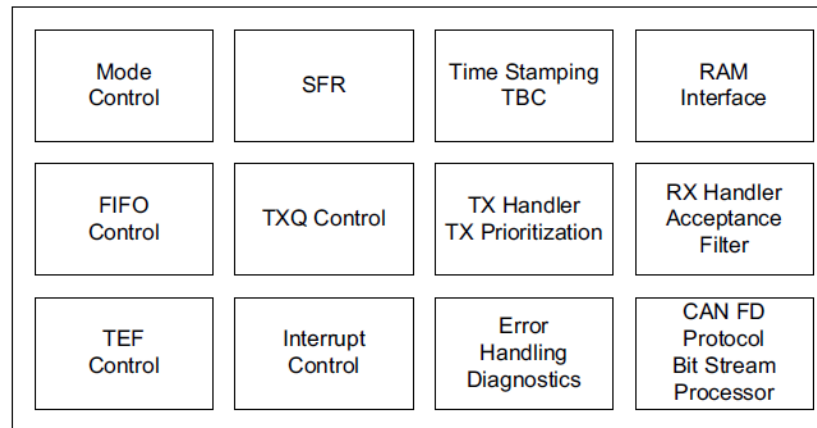 Mode
Control
SFR
Time Stamping
TBC
RAM
Interface
FIFO
Control
TXQ Control
TX Handler
TX Prioritization
RX Handler
Acceptance
Filter
TEF
Control
Interrupt
Control
Error
Handling
Diagnostics
CAN FD
Protocol
Bit Stream
Processor